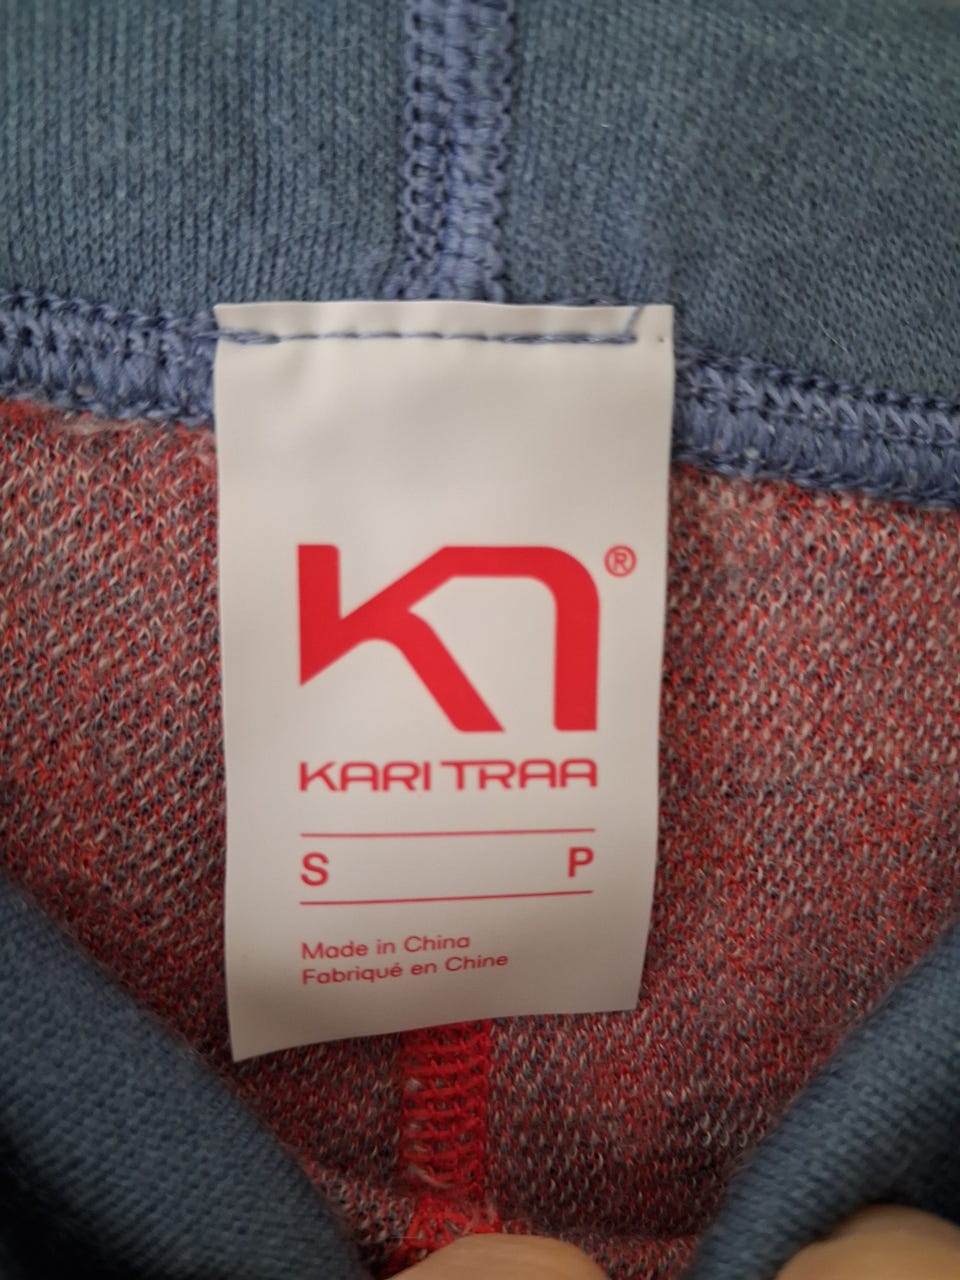 ®
KARI TRAA
S P
Made in China
Fabriqué en Chine